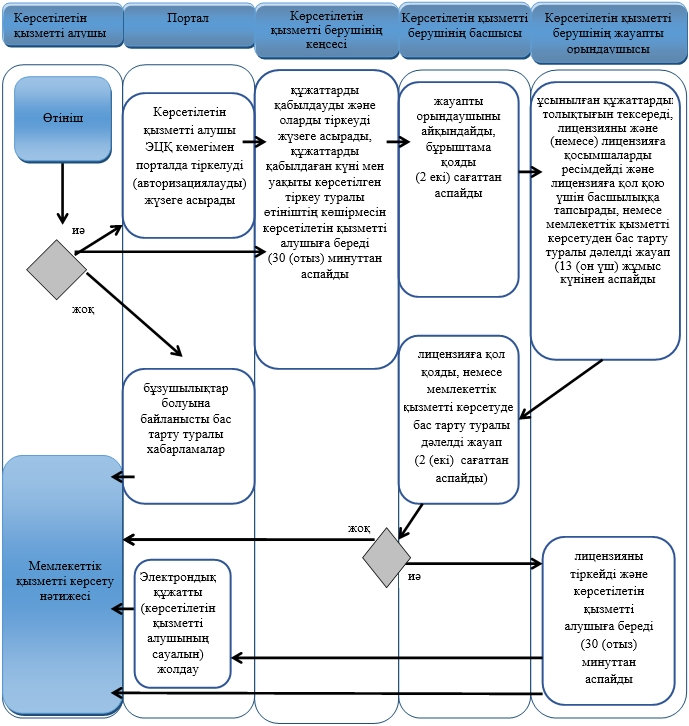 Көрсетілетін
қызметті алушы
Портал
Көрсетілетін
қызметті берушінің
кеңсесі
Көрсетілетін қызметті
берушінің басшысы
Көрсетілетін қызметті
берушінің жауапты
орындаушысы
Өтініш
иә
жоқ
Көрсетілетін
қызметті алушы
ЭЦҚ көмегімен
порталда тіркелуді
(авторизациялауды)
жүзеге асырады
құжаттарды
қабылдауды және
оларды тіркеуді
жүзеге асырады,
құжаттарды
қабылдаған күні мен
уақыты көрсетілген
тіркеу туралы
өтініштің көшірмесін
көрсетілетін қызметті
алушыға береді
(30 (отыз) минуттан
аспайды)
жауапты
орындаушыны
айқындайды,
бұрыштама
қояды
(2 екі) сағаттан
аспайды
ұсынылған құжаттарды:
толықтығын тексереді,
лицензияны және
(немесе) лицензияға
қосымшаларды
ресімдейді және
лицензияға қол қою
үшін басшылыққа
тапсырады, немесе
мемлекеттік қызметті
көрсетуден бас тарту
туралы дәлелді жауап
(13 (он үш) жұмыс
күнінен аспайды)
бұзушылықтар
болуына
байланысты бас
тарту туралы
хабарламалар
лицензияға қол
қояды, немесе
мемлекеттік
қызметті көрсетуде
бас тарту туралы
дәлелді жауап
(2 (екі) сағаттан
аспайды)
жоқ
иә
Мемлекеттік
қызметті көрсету
нәтижесі
Электрондық
құжатты
(көрсетілетін
қызметті
алушының
сауалын)
жолдау
лицензияны
тіркейді және
көрсетілетін
қызметті
алушыға береді
(30 (отыз)
минуттан
аспайды